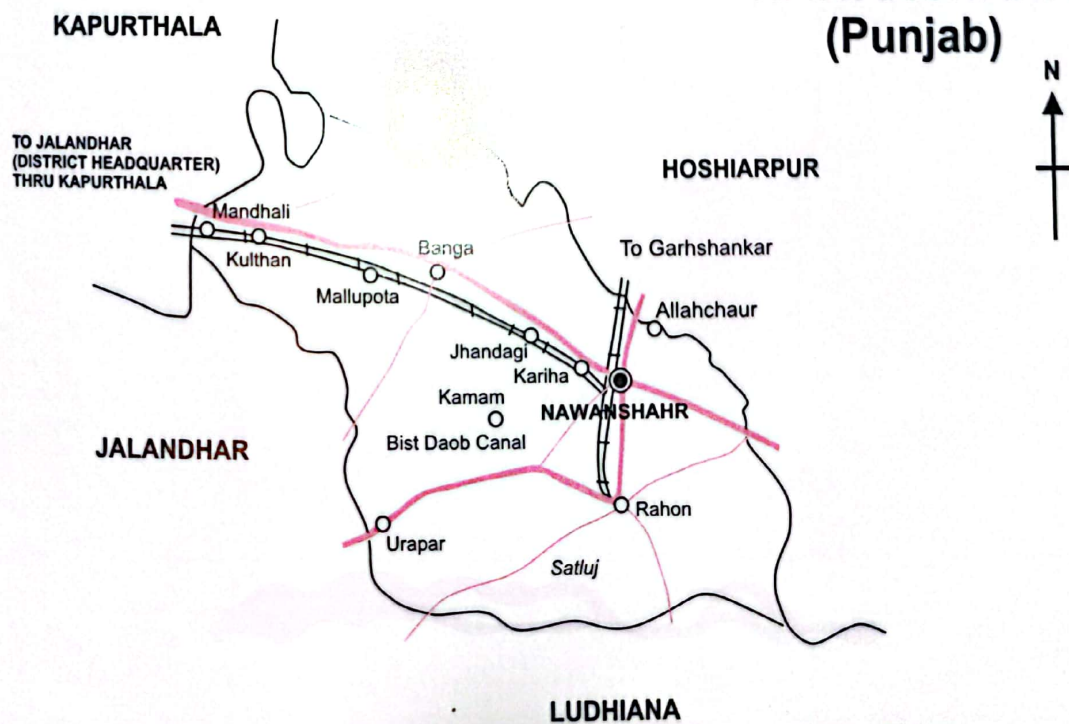 KAPURTHALA
(Punjab)
N
TO JALANDHAR
(DISTRICT HEADQUARTER)
THRU KAPURTHALA
HOSHIARPUR
Mandhali
Banga
To Garhshankar
Kulthan
Mallupota
Allahchaur
Jhandagi
Kariha
Kamam
NAWANSHAHR
Bist Daob Canal
JALANDHAR
Rahon
Urapar
Satluj
LUDHIANA